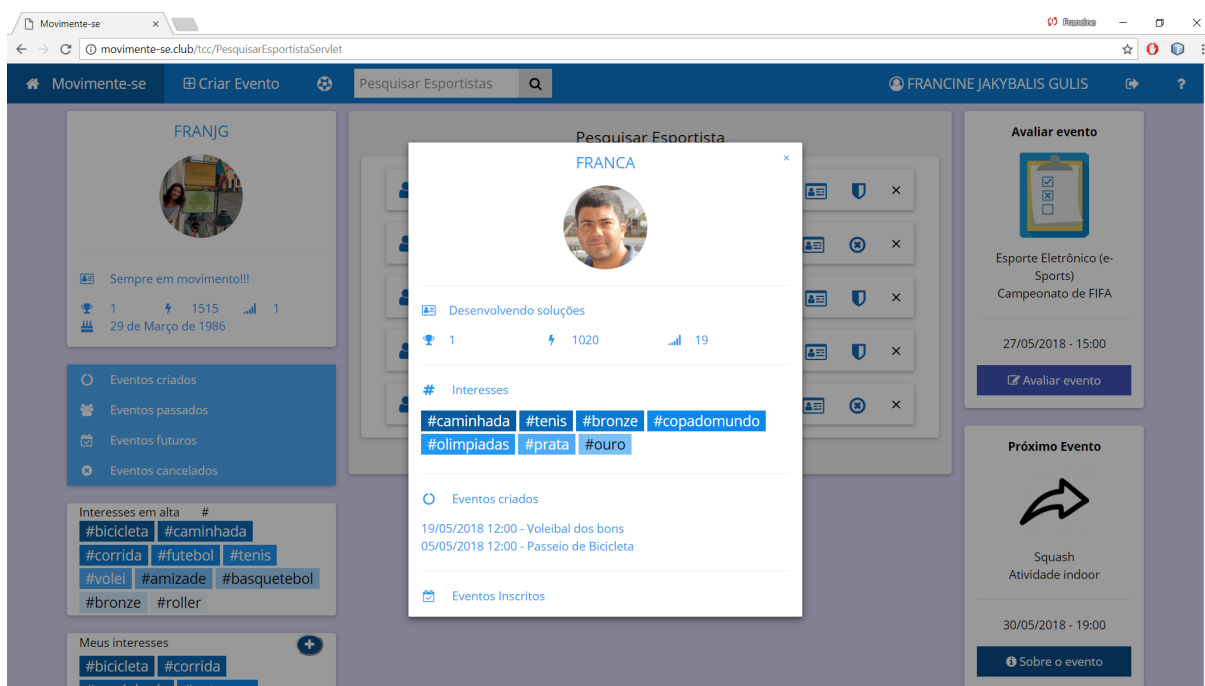 Movimente-se
Francine
movimente-se.club/tcc/PesquisarEsportistaServlet
Movimente-se
Criar Evento
Pesquisar Esportistas
FRANCINE JAKYBALIS GULIS
?
FRANJG
Sempre em movimento!!!
1 1515 1
29 de Março de 1986
Eventos criados
Eventos passados
Eventos futuros
Eventos cancelados
Interesses em alta #
#bicicleta #caminhada
#corrida #futebol #tenis
#volei #amizade #basquetebol
#bronze #roller
Meus interesses
#bicicleta #corrida
Pesquisar Esportista
FRANCA
×
Desenvolvendo soluções
1 1020 19
# Interesses
#caminhada #tenis #bronze #copadomundo
#olimpiadas #prata #ouro
Eventos criados
19/05/2018 12:00 - Voleibal dos bons
05/05/2018 12:00 - Passeio de Bicicleta
Eventos Inscritos
Avaliar evento
Esporte Eletrônico (e-
Sports)
Campeonato de FIFA
27/05/2018 - 15:00
Avaliar evento
Próximo Evento
Squash
Atividade indoor
30/05/2018 - 19:00
Sobre o evento